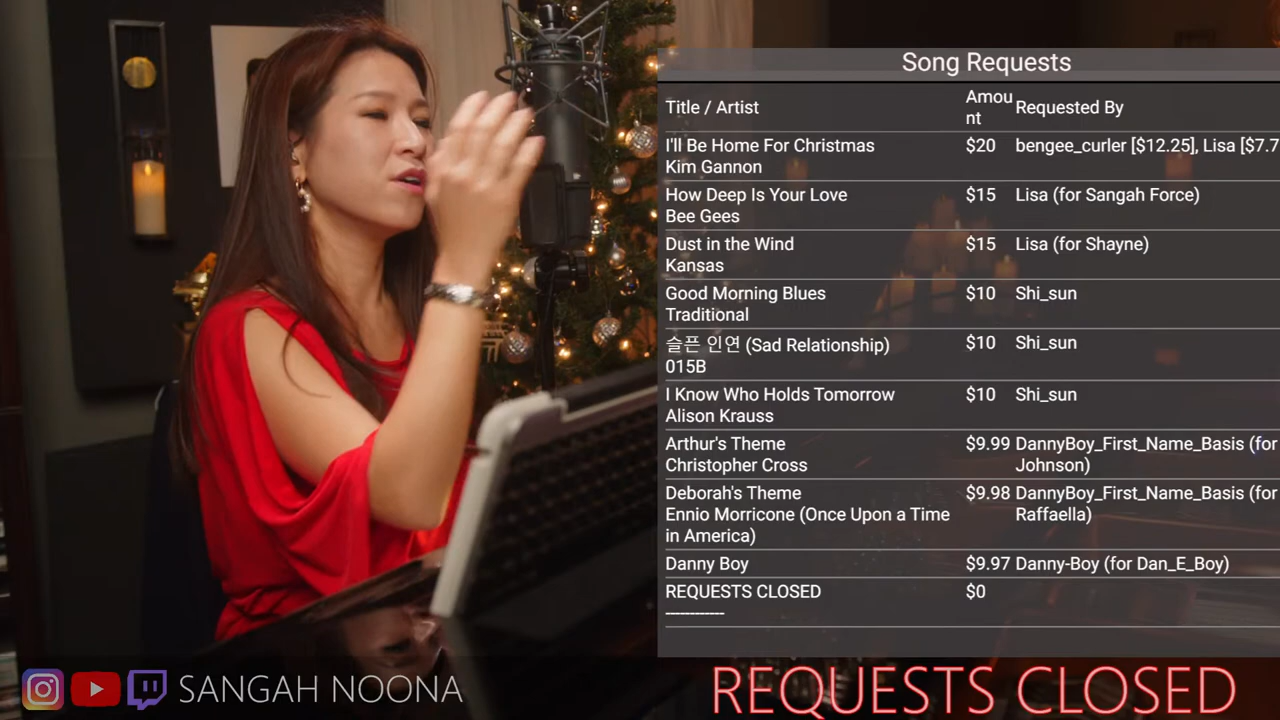 Song Requests
Title / Artist Amou Requested By
nt
I'll Be Home For Christmas $20 bengee_curler [$12.25], Lisa [$7.7
Kim Gannon
How Deep Is Your Love $15 Lisa (for Sangah Force)
Bee Gees
Dust in the Wind $15 Lisa (for Shayne)
Kansas
Good Morning Blues $10 Shi_sun
Traditional
슬픈 인연 (Sad Relationship) $10 Shi_sun
015B
I Know Who Holds Tomorrow $10 Shi_sun
Alison Krauss
Arthur's Theme $9.99 DannyBoy_First_Name_Basis (for
Christopher Cross Johnson)
Deborah's Theme $9.98 DannyBoy_First_Name_Basis (for
Ennio Morricone (Once Upon a Time Raffaella)
in America)
Danny Boy $9.97 Danny-Boy (for Dan_E_Boy)
REQUESTS CLOSED $0
------------
SANGAH NOONA
REQUESTS CLOSED